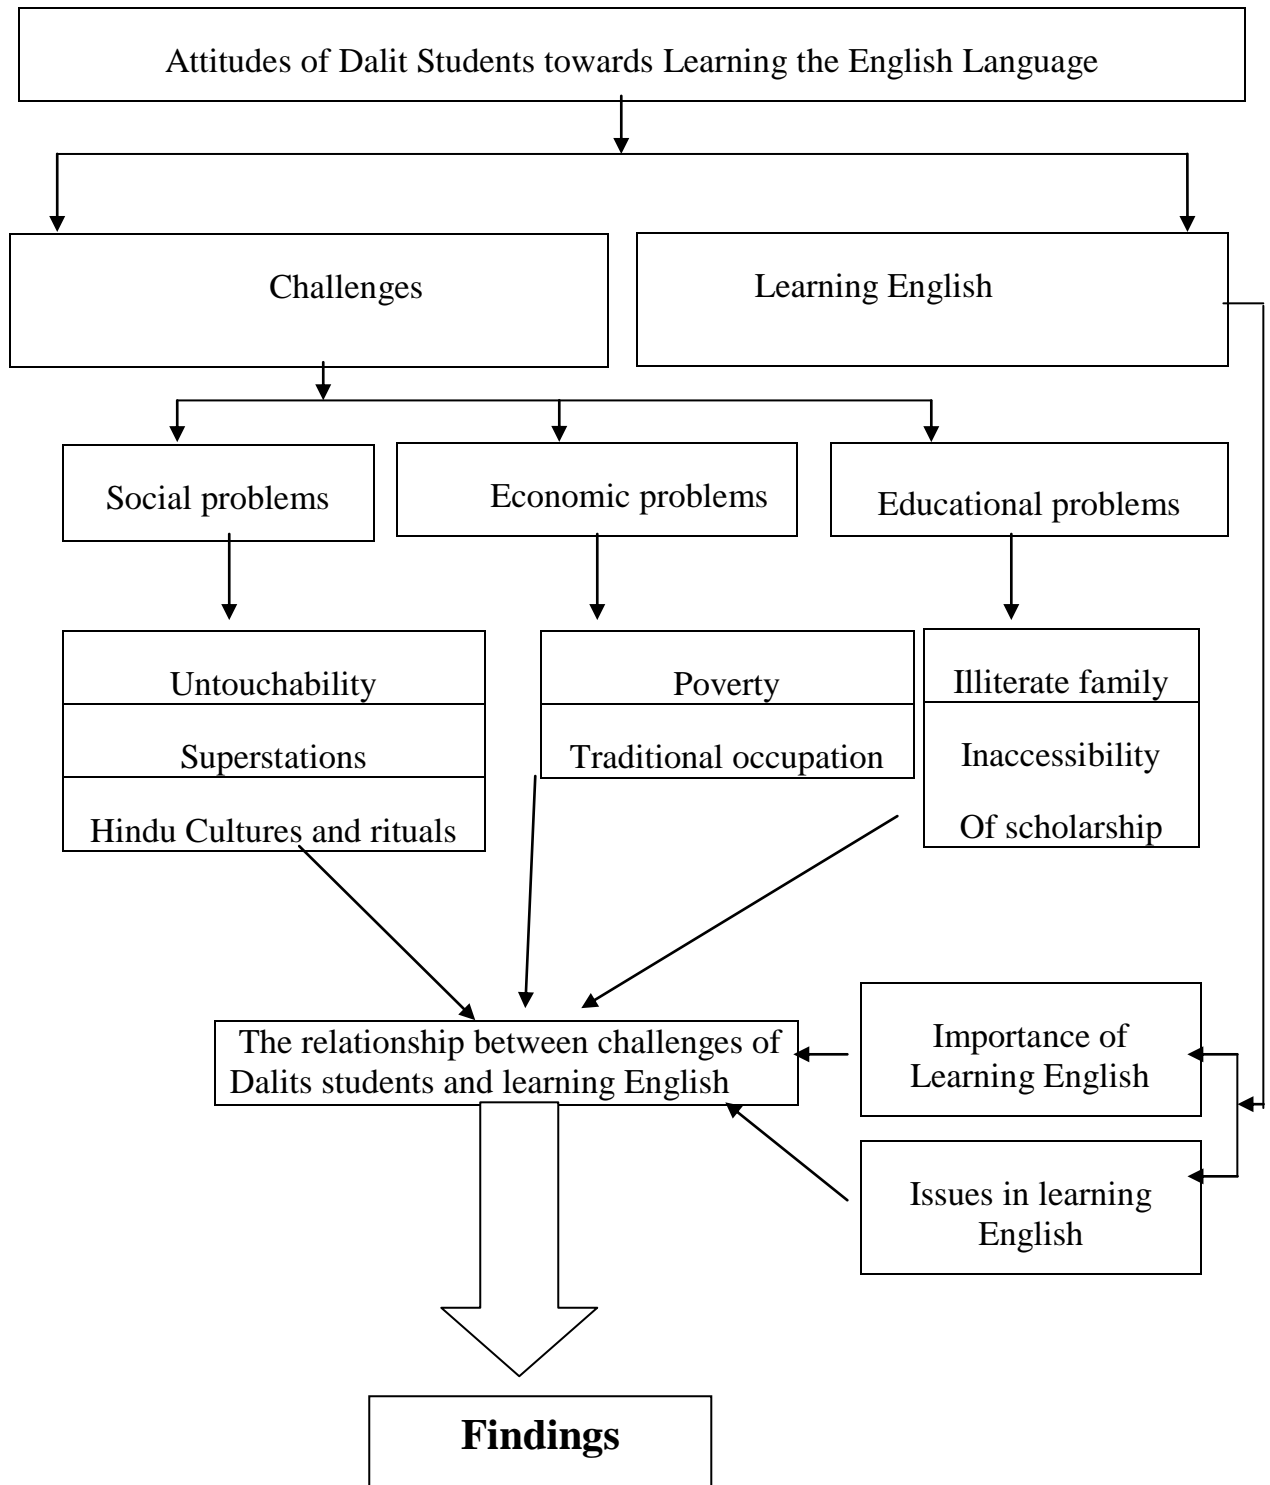 Attitudes of Dalit Students towards Learning the English Language
Challenges
Learning English
Social problems
Economic problems
Educational problems
Untouchability
Superstations
Hindu Cultures and rituals
Poverty
Traditional occupation
Illiterate family
Inaccessibility
Of scholarship
The relationship between challenges of
Dalits students and learning English
Importance of
Learning English
Issues in learning
English
Findings